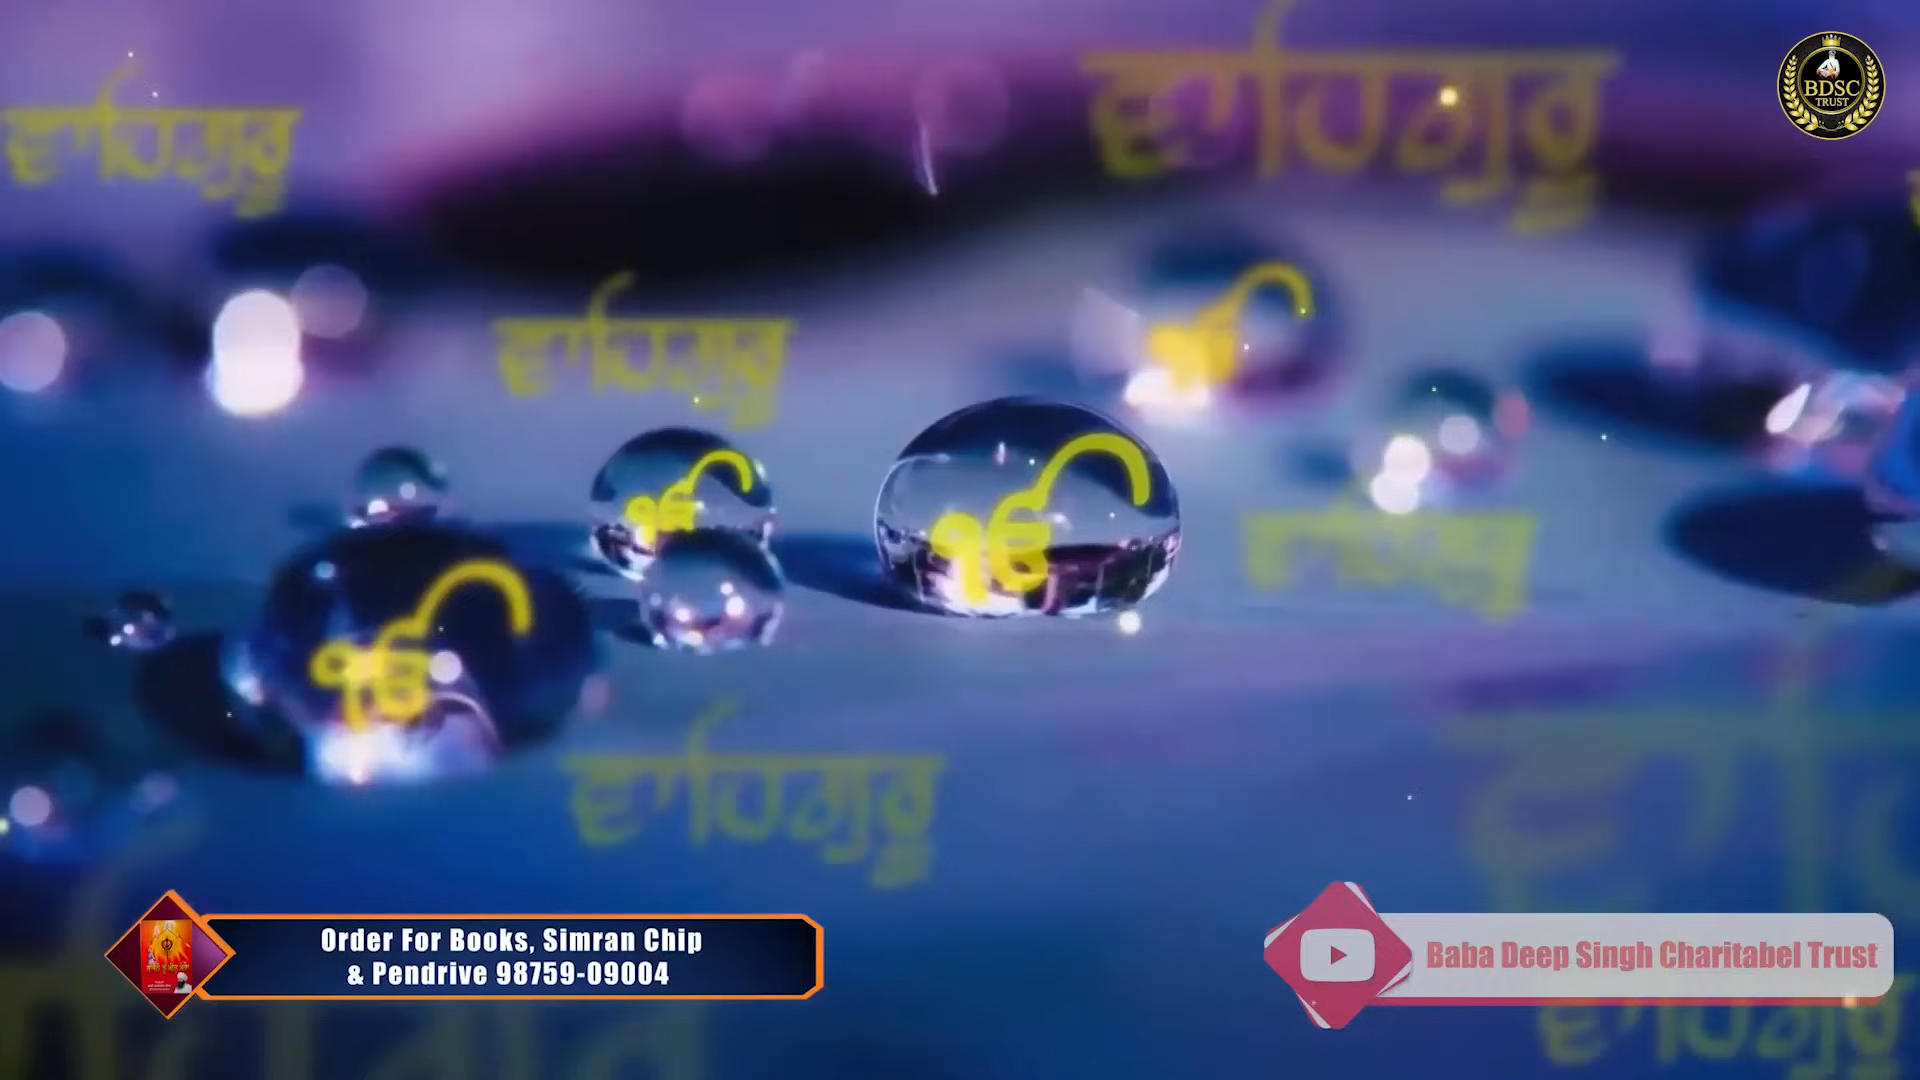 ਵਾਹਿਗੁਰੂ
ਵਾਹਿਗੁਰੂ
BDSC
TRUST
ਵਾਹਿਗੁਰੂ
ੴ
ੴ
ੴ
ਵਾਹਿਗੁਰੂ
ੴ
ਵਾਹਿਗੁਰੂ
Order For Books, Simran Chip
& Pendrive 98759-09004
Baba Deep Singh Charitabel Trust
ਵਾਹਿਗੁਰੂ